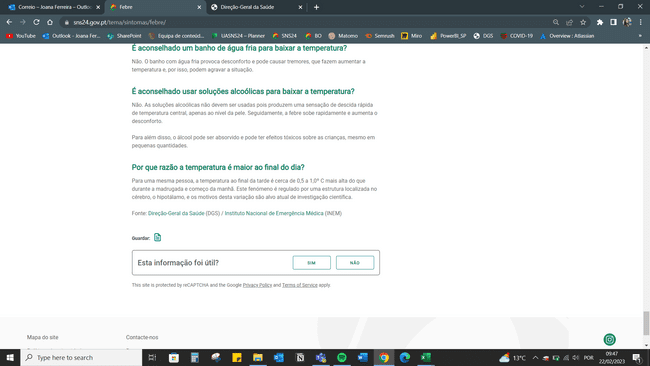 Correio – Joana Ferreira – Outlo
Febre
Direção-Geral da Saúde
sns24.gov.pt/tema/sintomas/febre/
YouTube
Outlook - Joana Fer...
SharePoint
Equipa de conteúd...
UASNS24 – Planner
SNS24
BO
Matomo
Semrush
Miro
PowerBI_SP
DGS
COVID-19
Overview : Atlassian
É aconselhado um banho de água fria para baixar a temperatura?
Não. O banho com água fria provoca desconforto e pode causar tremores, que fazem aumentar
a temperatura e, por isso, podem agravar a situação.
É aconselhado usar soluções alcoólicas para baixar a temperatura?
Não. As soluções alcoólicas não devem ser usadas pois produzem uma sensação de descida rápida
de temperatura central, apenas ao nível da pele. Seguidamente, a febre sobe rapidamente e aumenta o
desconforto.
Para além disso, o álcool pode ser absorvido e pode ter efeitos tóxicos sobre as crianças, mesmo em
pequenas quantidades.
Por que razão a temperatura é maior ao final do dia?
Para uma mesma pessoa, a temperatura ao final da tarde é cerca de 0,5 a 1,0º C mais alta do que
durante a madrugada e começo da manhã. Este fenómeno é regulado por uma estrutura localizada no
cérebro, o hipotálamo, e os motivos desta variação são alvo atual de investigação científica.
Fonte: Direção-Geral da Saúde (DGS) / Instituto Nacional de Emergência Médica (INEM)
Guardar:
Esta informação foi útil?
SIM
NÃO
This site is protected by reCAPTCHA and the Google Privacy Policy and Terms of Service apply
Mapa do site
Contacte-nos
Type here to search
13°C
POR
09:47
22/02/2023